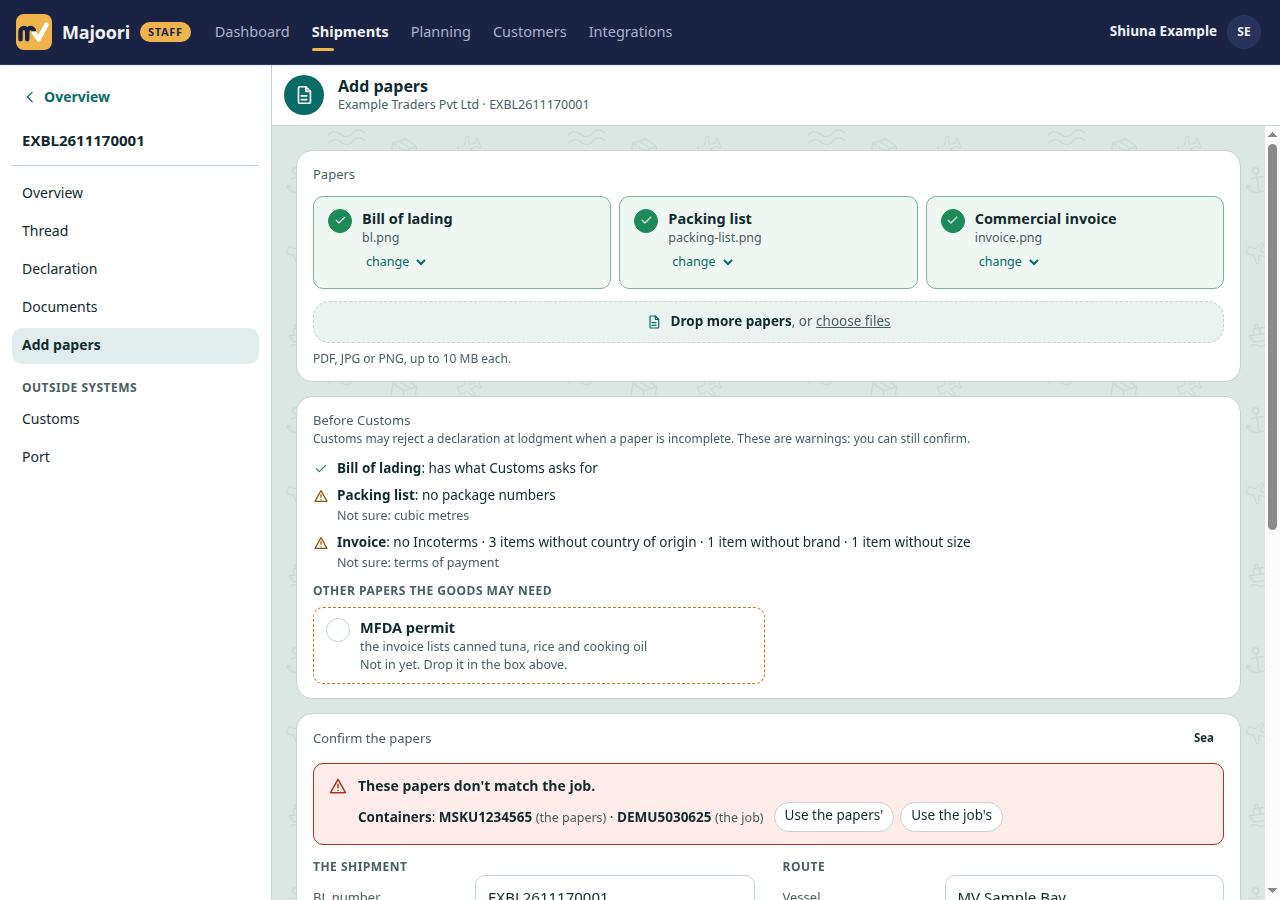 Majoori STAFF Dashboard Shipments Planning Customers Integrations Shiuna Example SE
Overview
EXBL2611170001
Overview
Thread
Declaration
Documents
Add papers
OUTSIDE SYSTEMS
Customs
Port
Add papers
Example Traders Pvt Ltd · EXBL2611170001
Papers
Bill of lading
bl.png
change
Packing list
packing-list.png
change
Commercial invoice
invoice.png
change
Drop more papers, or choose files
PDF, JPG or PNG, up to 10 MB each.
Before Customs
Customs may reject a declaration at lodgment when a paper is incomplete. These are warnings: you can still confirm.
Bill of lading: has what Customs asks for
Packing list: no package numbers
Not sure: cubic metres
Invoice: no Incoterms · 3 items without country of origin · 1 item without brand · 1 item without size
Not sure: terms of payment
OTHER PAPERS THE GOODS MAY NEED
MFDA permit
the invoice lists canned tuna, rice and cooking oil
Not in yet. Drop it in the box above.
Confirm the papers Sea
These papers don't match the job.
Containers: MSKU1234565 (the papers) · DEMU5030625 (the job) Use the papers' Use the job's
THE SHIPMENT ROUTE
BL number EXBL2611170001 Vessel MV Sample Bay